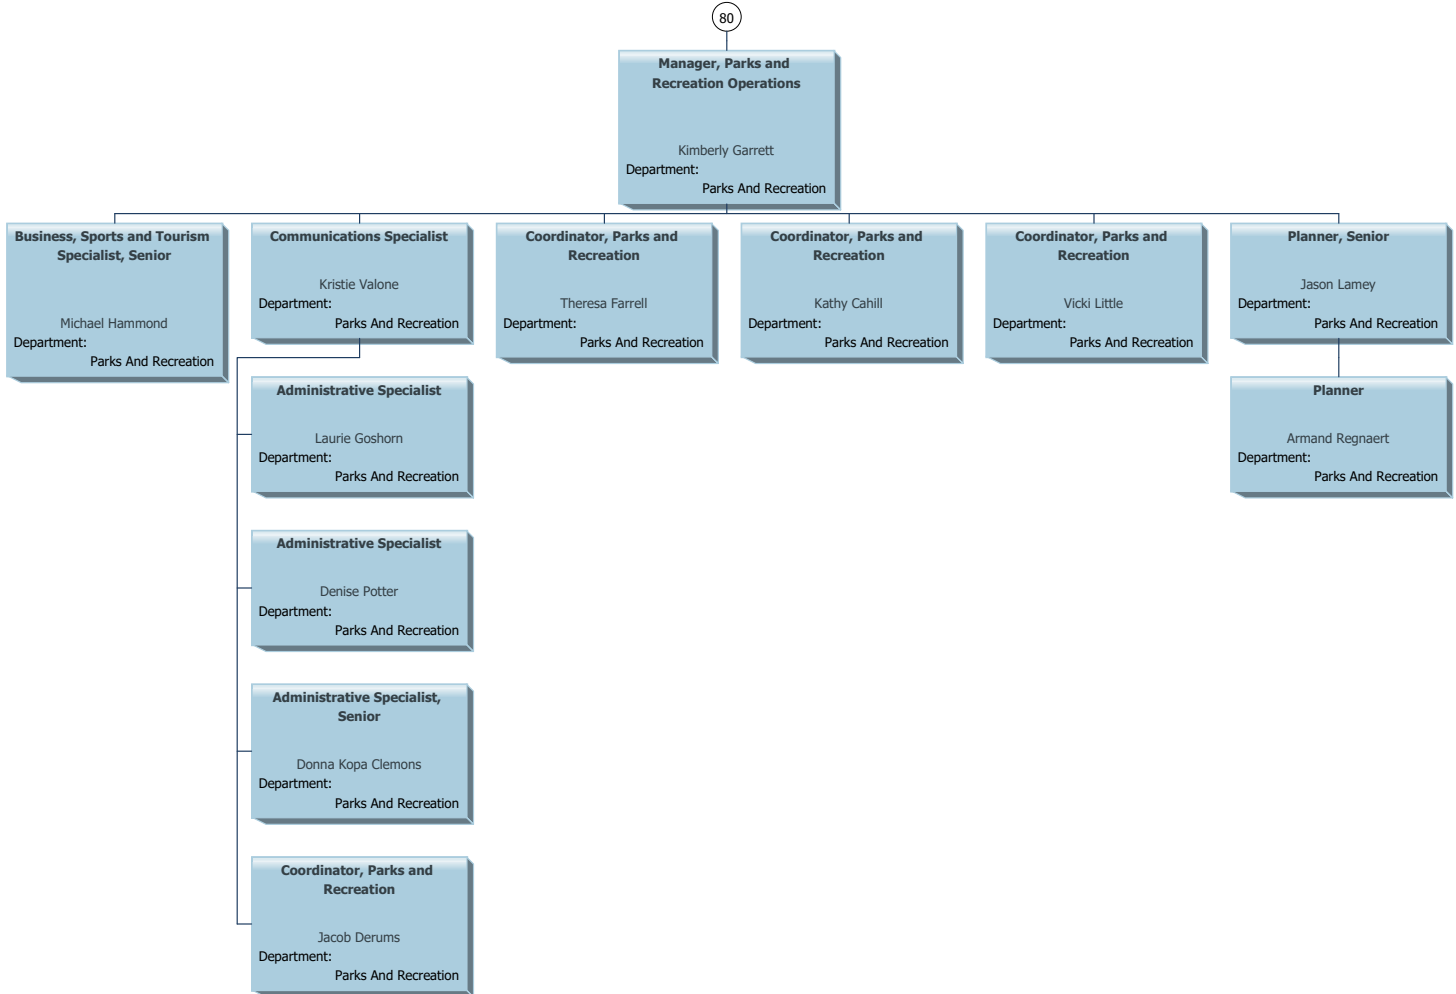 80
Manager, Parks and
Recreation Operations
Kimberly Garrett
Department:
Parks And Recreation
Business, Sports and Tourism
Specialist, Senior
Michael Hammond
Department:
Parks And Recreation
Communications Specialist
Kristie Valone
Department:
Parks And Recreation
Coordinator, Parks and
Recreation
Theresa Farrell
Department:
Parks And Recreation
Coordinator, Parks and
Recreation
Kathy Cahill
Department:
Parks And Recreation
Coordinator, Parks and
Recreation
Vicki Little
Department:
Parks And Recreation
Planner, Senior
Jason Lamey
Department:
Parks And Recreation
Administrative Specialist
Laurie Goshorn
Department:
Parks And Recreation
Administrative Specialist
Denise Potter
Department:
Parks And Recreation
Administrative Specialist,
Senior
Donna Kopa Clemons
Department:
Parks And Recreation
Coordinator, Parks and
Recreation
Jacob Derums
Department:
Parks And Recreation
Planner
Armand Regnaert
Department:
Parks And Recreation